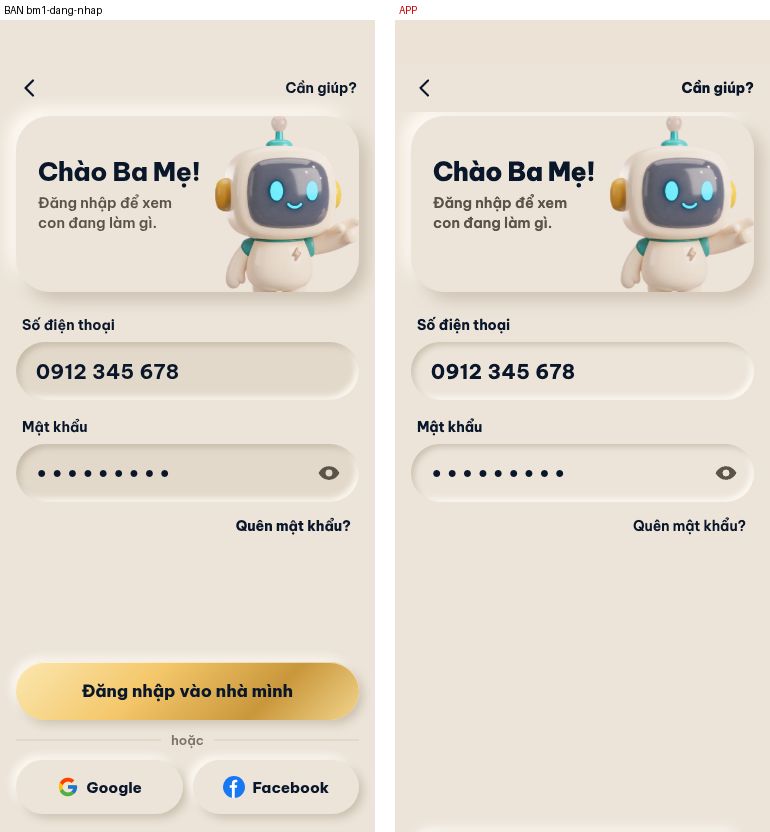 BAN bm1-dang-nhap
Cần giúp?
Chào Ba Mẹ!
Đăng nhập để xem
con đang làm gì.
Số điện thoại
0912 345 678
Mật khẩu
Quên mật khẩu?
Đăng nhập vào nhà mình
hoặc
Google
Facebook
APP
Cần giúp?
Chào Ba Mẹ!
Đăng nhập để xem
con đang làm gì.
Số điện thoại
0912 345 678
Mật khẩu
Quên mật khẩu?